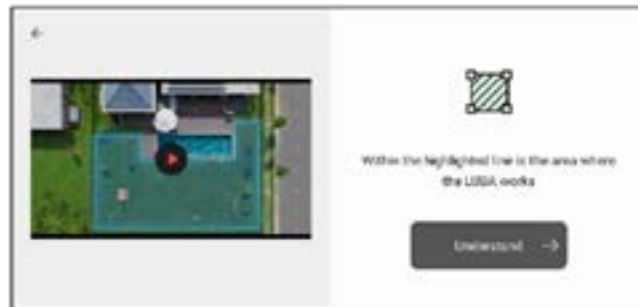 Within the highlighted line is the area where
the LUBA works
Understand